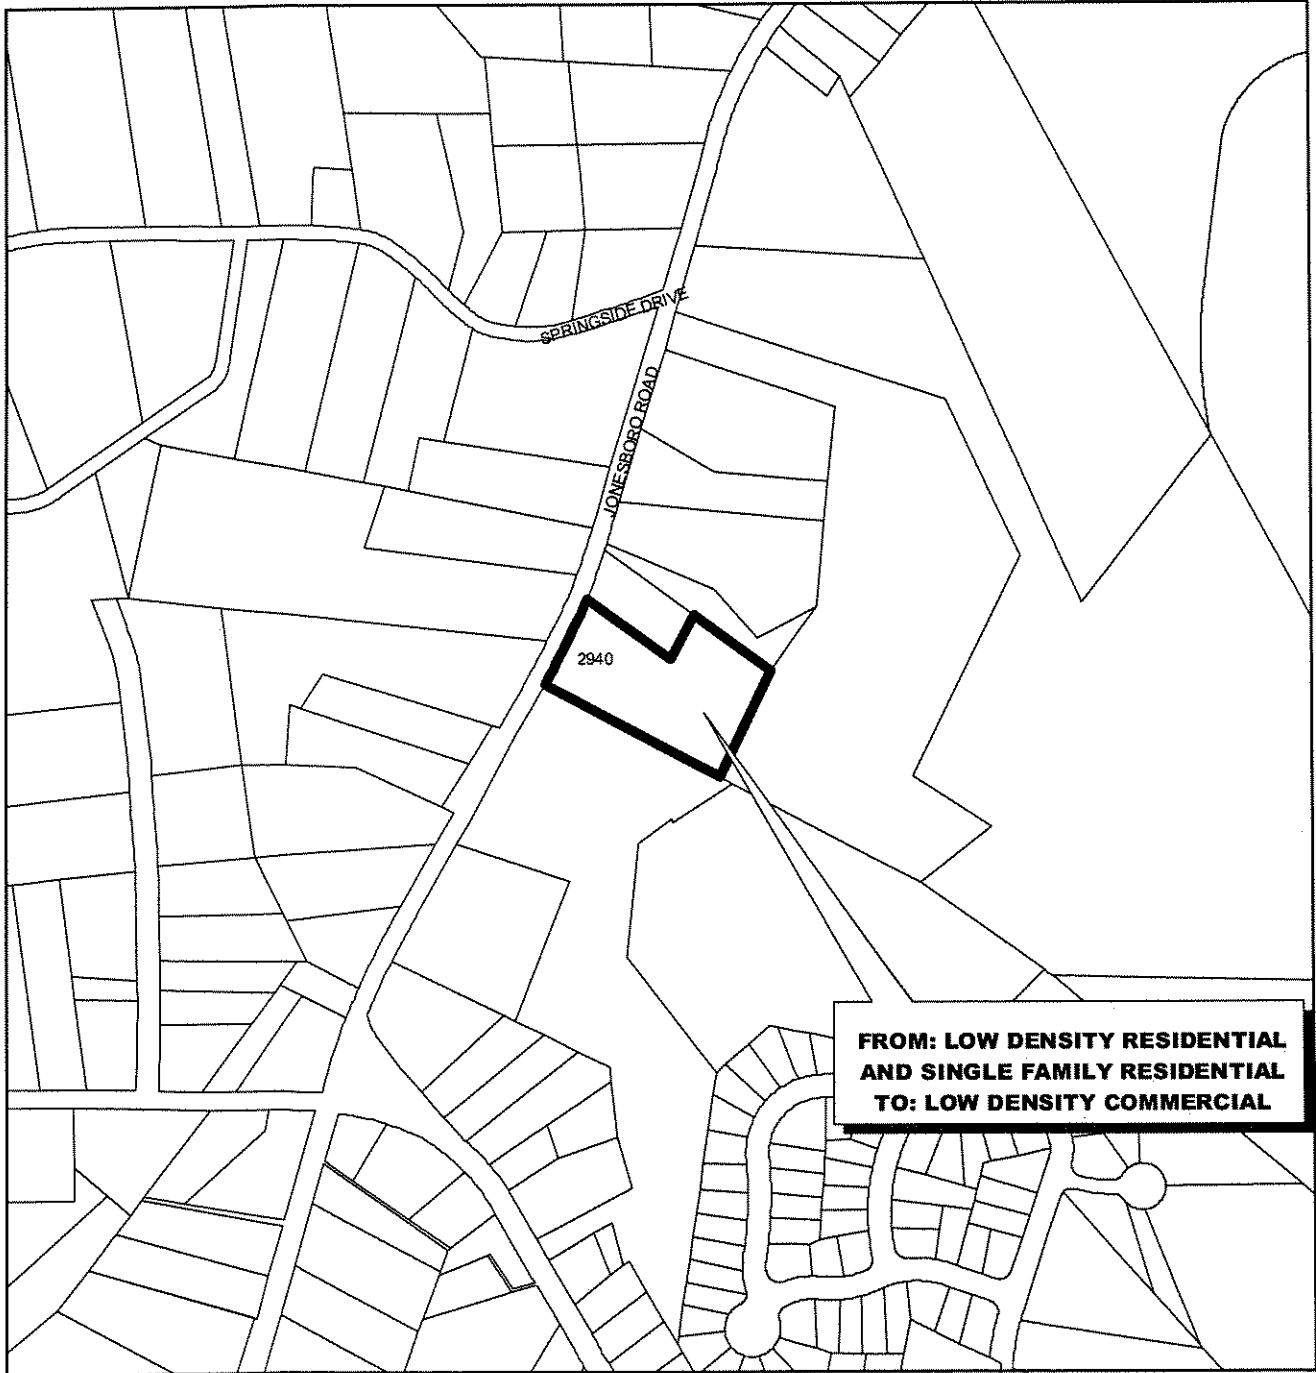 SPRINGSIDE DRIVE
JONESBORO ROAD
2940
FROM: LOW DENSITY RESIDENTIAL
AND SINGLE FAMILY RESIDENTIAL
TO: LOW DENSITY COMMERCIAL